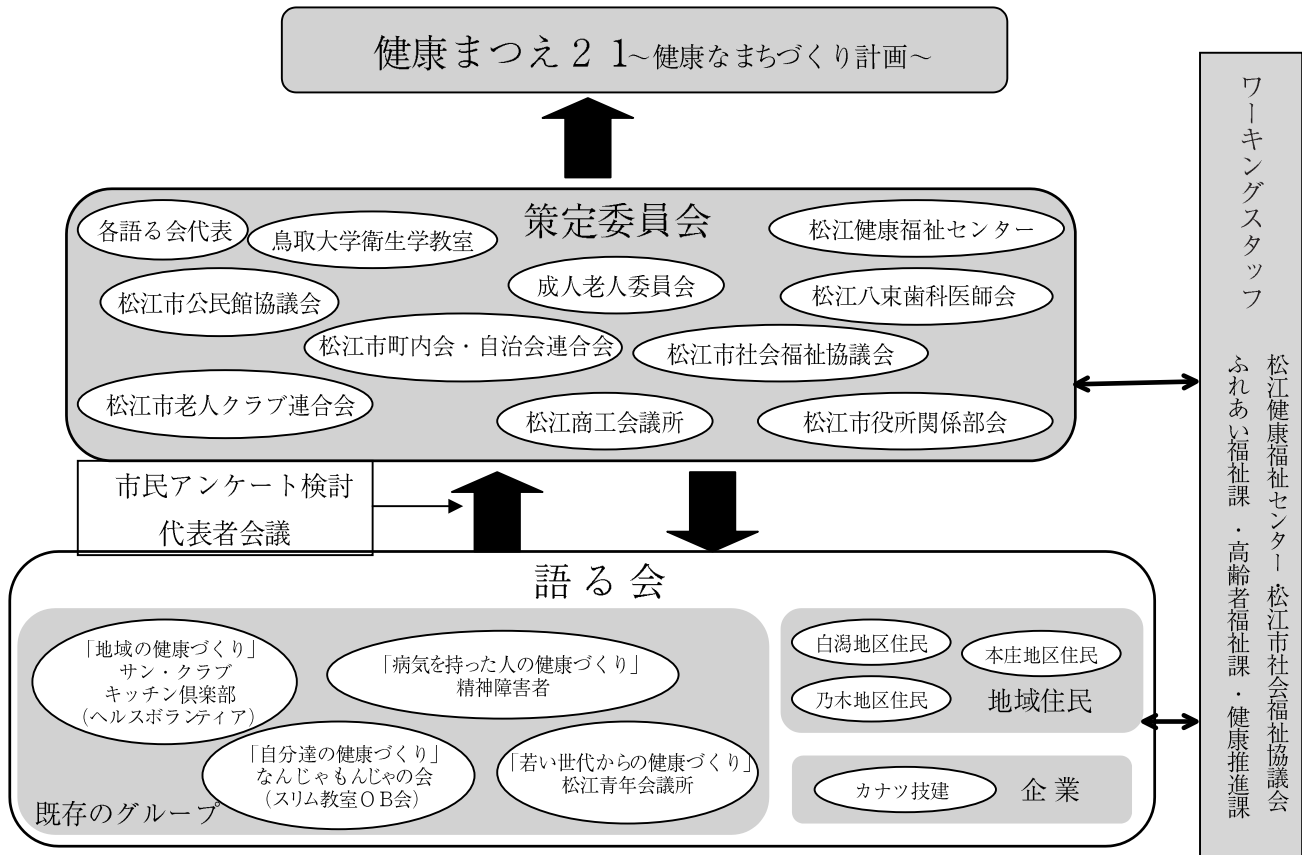 健康まつえ２１～健康なまちづくり計画～
策定委員会
各語る会代表
鳥取大学衛生学教室
松江健康福祉センター
松江市公民館協議会
成人老人委員会
松江八束歯科医師会
松江市町内会・自治会連合会
松江市社会福祉協議会
松江市老人クラブ連合会
松江商工会議所
松江市役所関係部会
市民アンケート検討
代表者会議
語る会
「地域の健康づくり」
サン・クラブ
キッチン倶楽部
（ヘルスボランティア）
「病気を持った人の健康づくり」
精神障害者
「自分達の健康づくり」
なんじゃもんじゃの会
（スリム教室ＯＢ会）
「若い世代からの健康づくり」
松江青年会議所
既存のグループ
白潟地区住民
本庄地区住民
乃木地区住民
地域住民
カナツ技建
企業
ワーキングスタッフ
松江健康福祉センター・松江市社会福祉協議会
ふれあい福祉課・高齢者福祉課・健康推進課